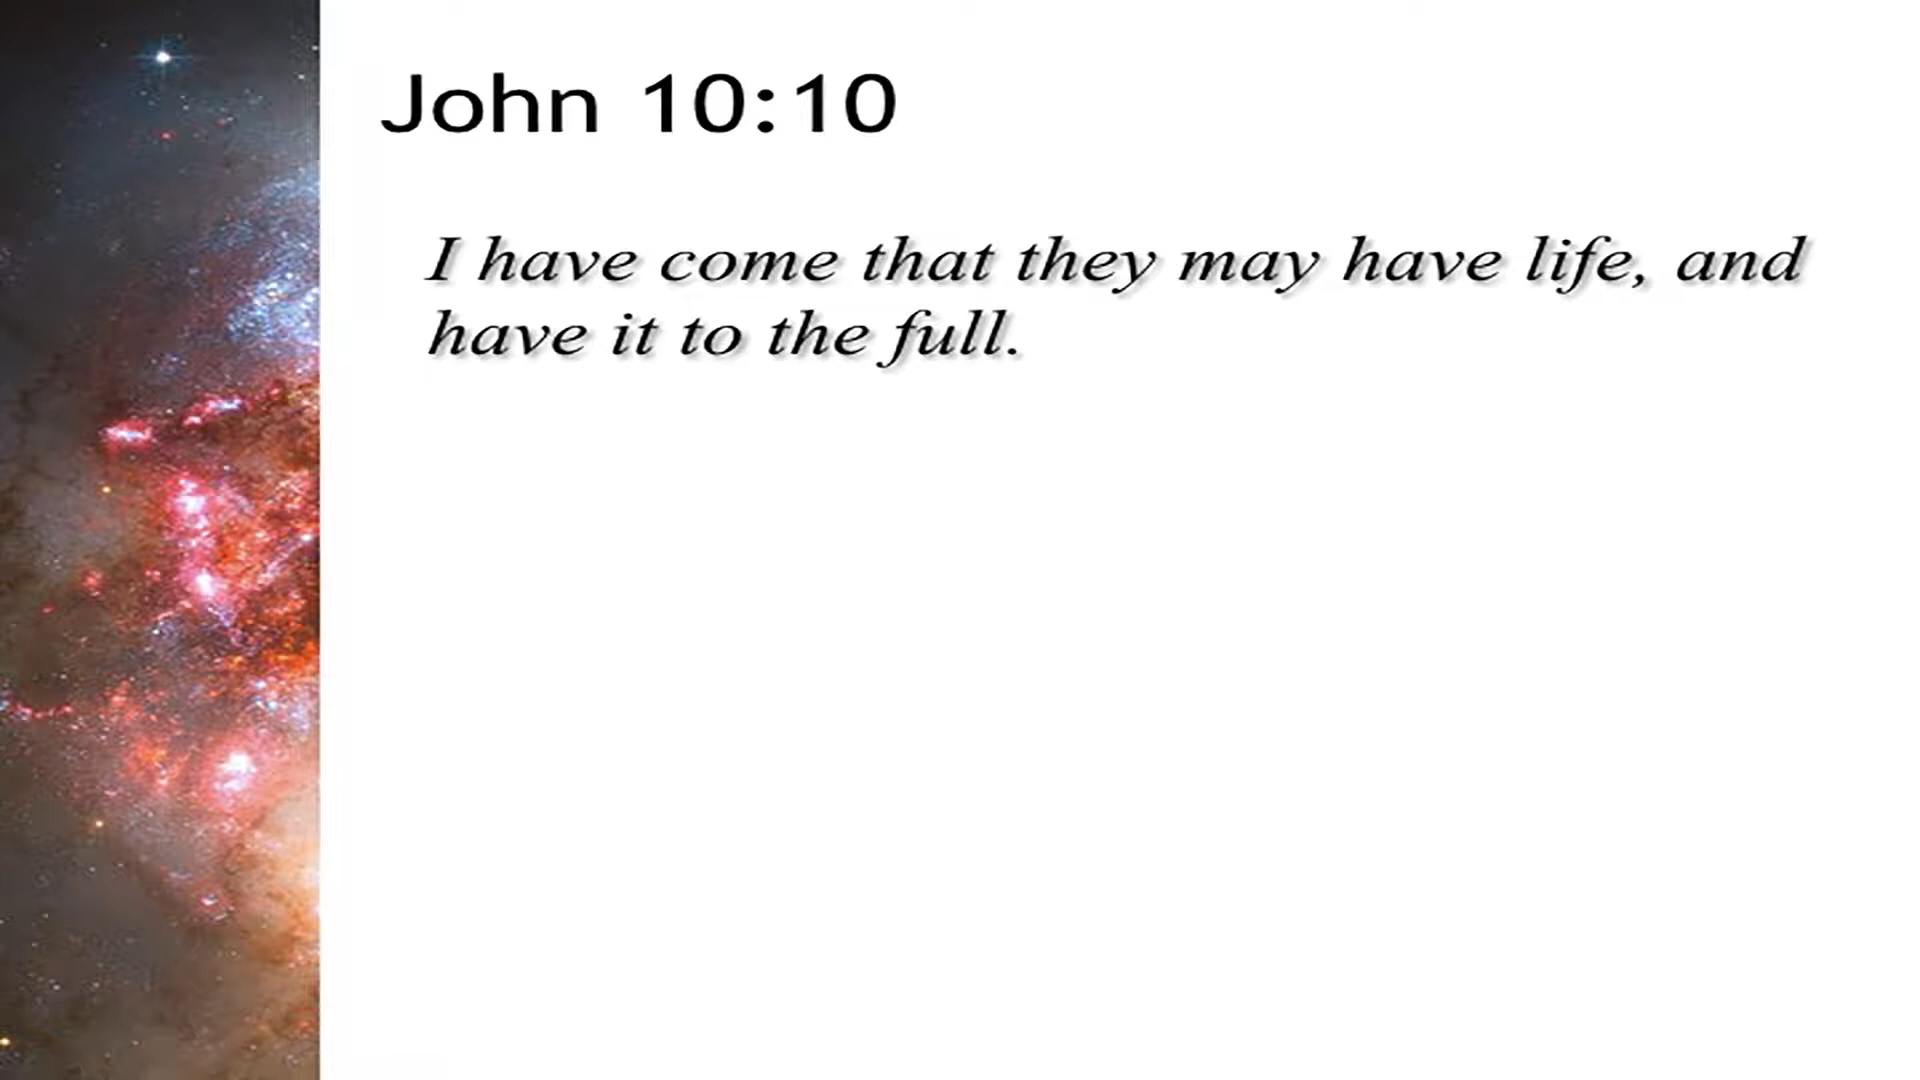 John 10:10
I have come that they may have life, and
have it to the full.